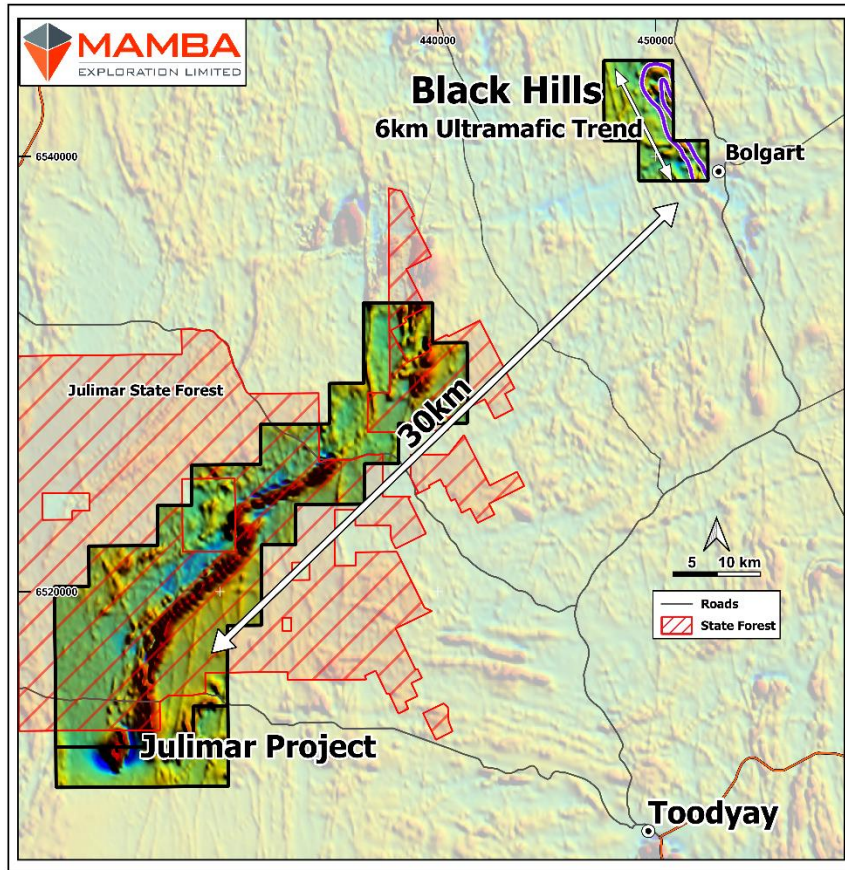 MAMBA
EXPLORATION LIMITED
440000
450000
Black Hills
6km Ultramafic Trend
6540000
Bolgart
Julimar State Forest
30km
5 10 km
6520000
Roads
State Forest
Julimar Project
Toodyay